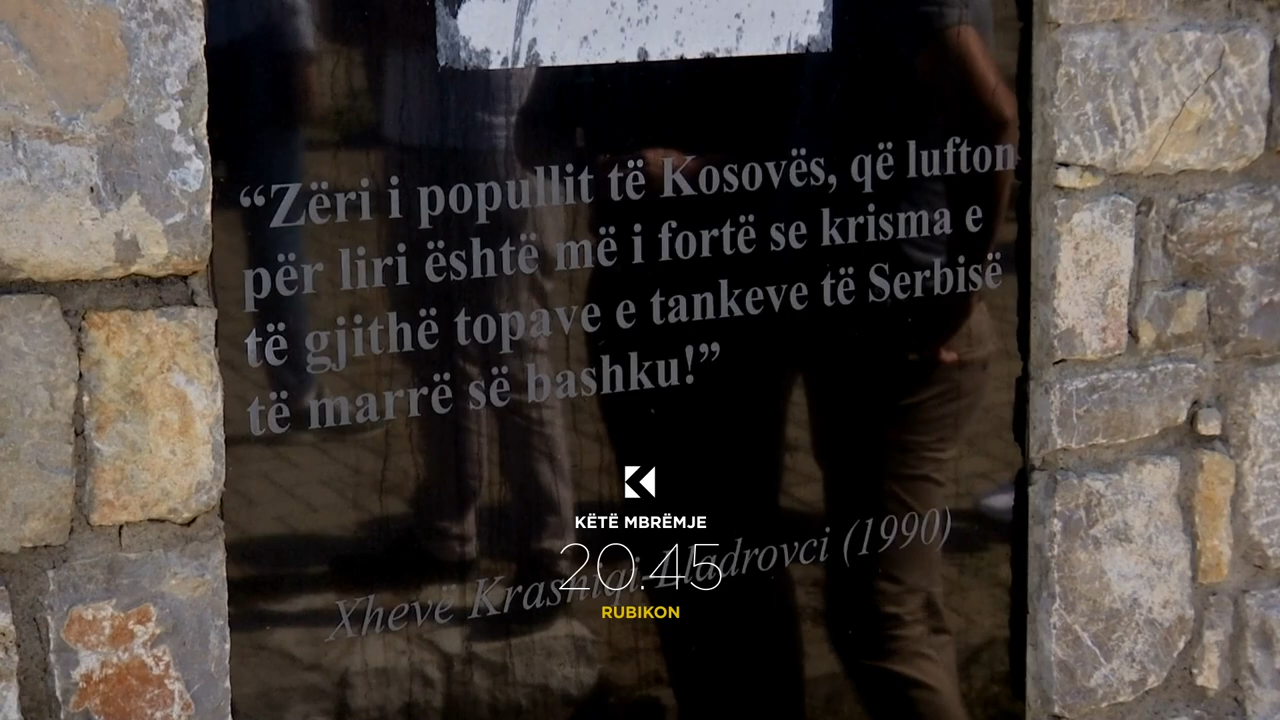 “Zëri i popullit të Kosovës, që lufton
për liri është më i fortë se krisma e
të gjithë topave e tankeve të Serbisë
të marrë së bashku!”
KËTË MBRËMJE
20.45
Xhevë Krasniqi-Lladrovci (1990)
RUBIKON